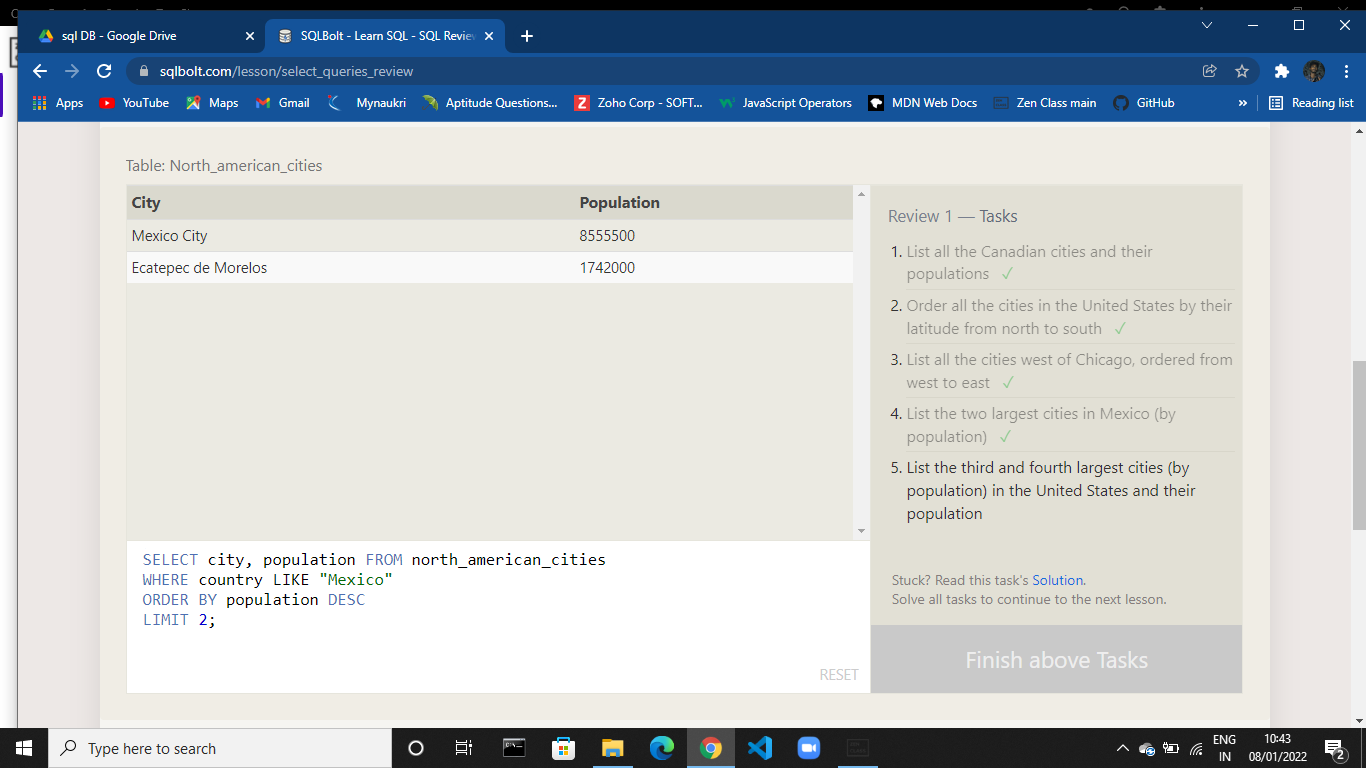 sql DB - Google Drive
SQLBolt - Learn SQL - SQL Review
sqlbolt.com/lesson/select_queries_review
Apps YouTube Maps Gmail Mynaukri Aptitude Questions... Zoho Corp - SOFT... JavaScript Operators MDN Web Docs Zen Class main GitHub » Reading list
Table: North_american_cities
City Population
Mexico City 8555500
Ecatepec de Morelos 1742000
Review 1 — Tasks
1. List all the Canadian cities and their
populations ✓
2. Order all the cities in the United States by their
latitude from north to south ✓
3. List all the cities west of Chicago, ordered from
west to east ✓
4. List the two largest cities in Mexico (by
population) ✓
5. List the third and fourth largest cities (by
population) in the United States and their
population
Stuck? Read this task's Solution.
Solve all tasks to continue to the next lesson.
Finish above Tasks
SELECT city, population FROM north_american_cities
WHERE country LIKE "Mexico"
ORDER BY population DESC
LIMIT 2;
RESET
Type here to search
ENG
IN
10:43
08/01/2022
2